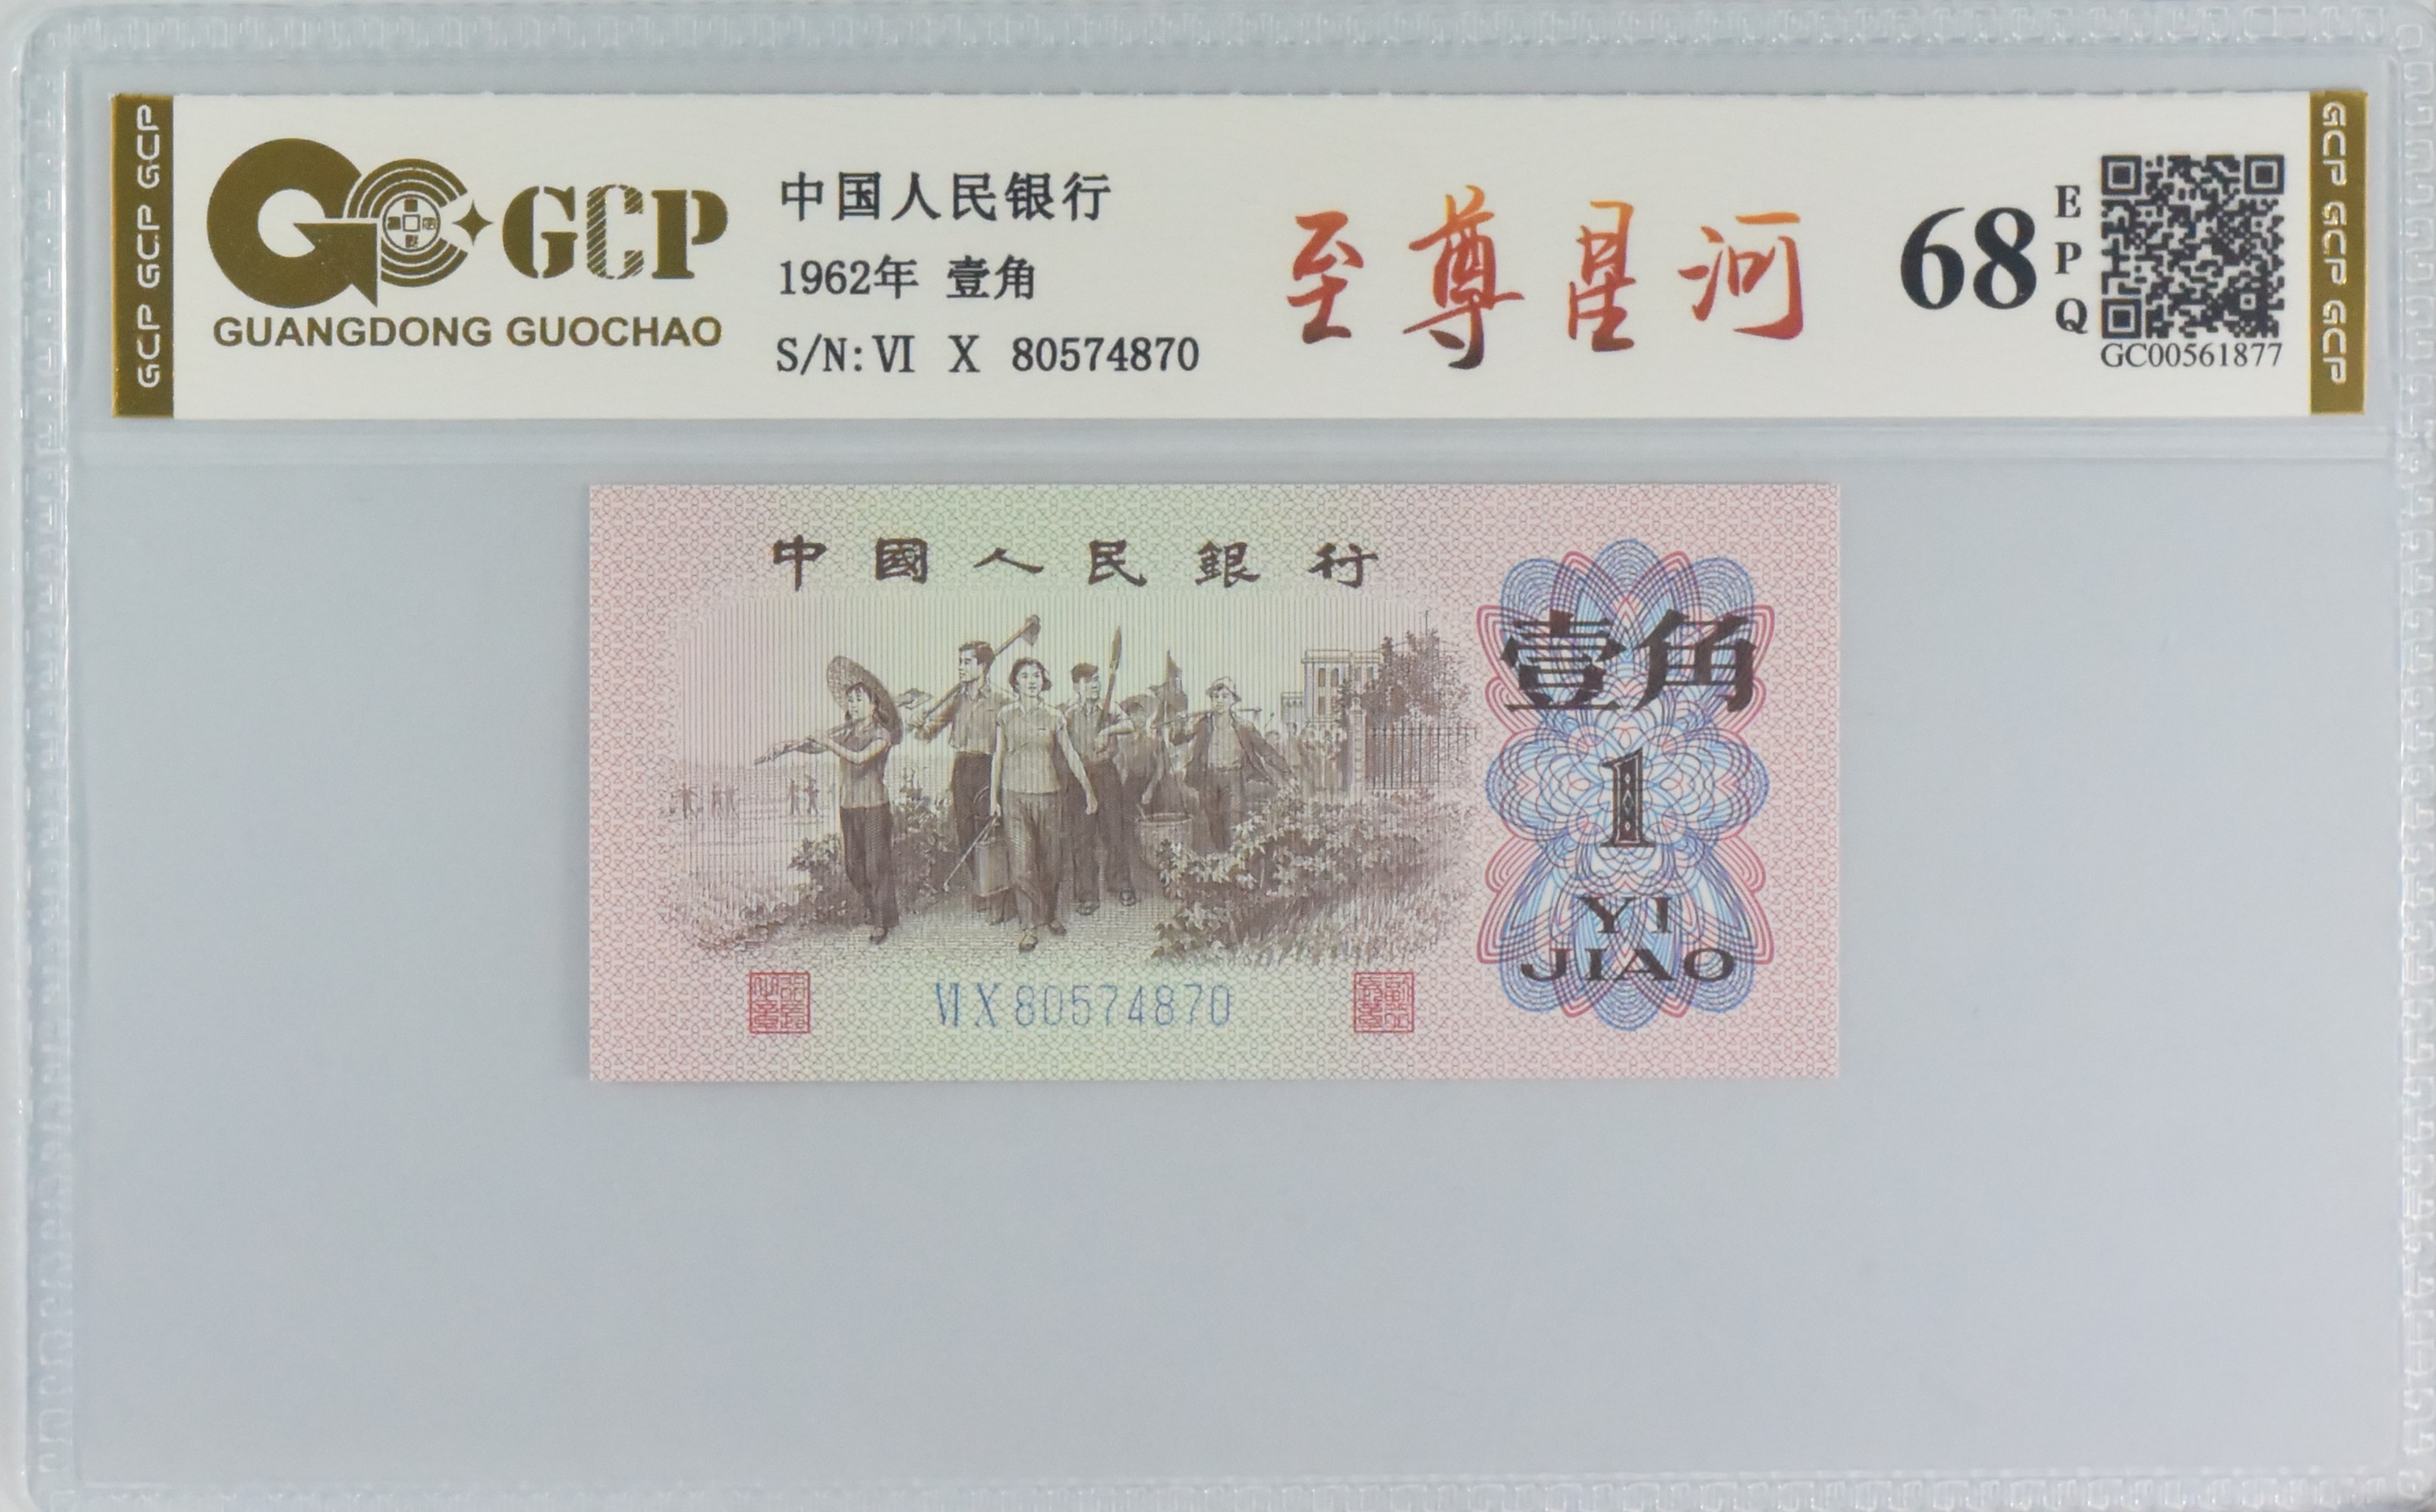 GCP GCP GCP
GCP
GUANGDONG GUOCHAO
中国人民银行
1962年 壹角
S/N: VI X 80574870
至尊星河
68
EPQ
GC00561877
GCP GCP GCP
中國人民銀行
壹角
1
YI
JIAO
VI X 80574870